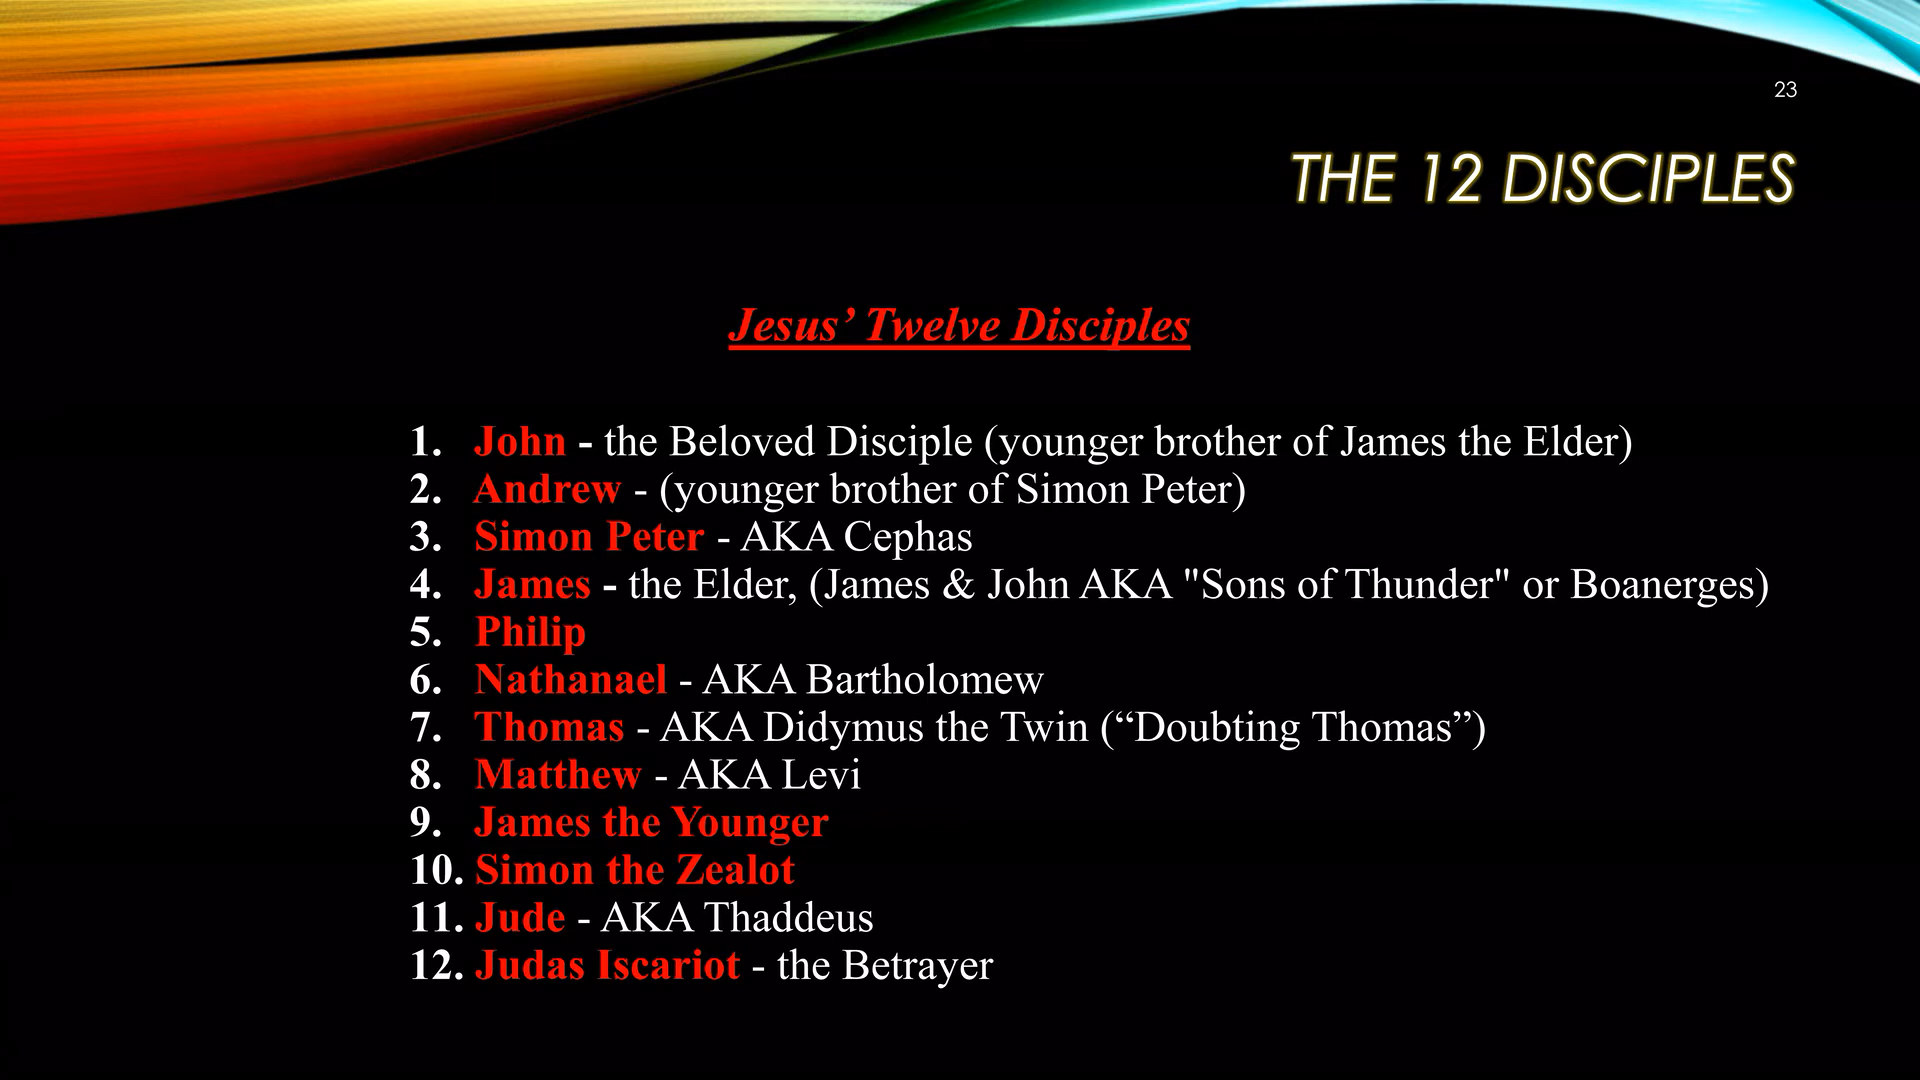 23
THE 12 DISCIPLES
Jesus’ Twelve Disciples
1. John - the Beloved Disciple (younger brother of James the Elder)
2. Andrew - (younger brother of Simon Peter)
3. Simon Peter - AKA Cephas
4. James - the Elder, (James & John AKA "Sons of Thunder" or Boanerges)
5. Philip
6. Nathanael - AKA Bartholomew
7. Thomas - AKA Didymus the Twin (“Doubting Thomas”)
8. Matthew - AKA Levi
9. James the Younger
10. Simon the Zealot
11. Jude - AKA Thaddeus
12. Judas Iscariot - the Betrayer